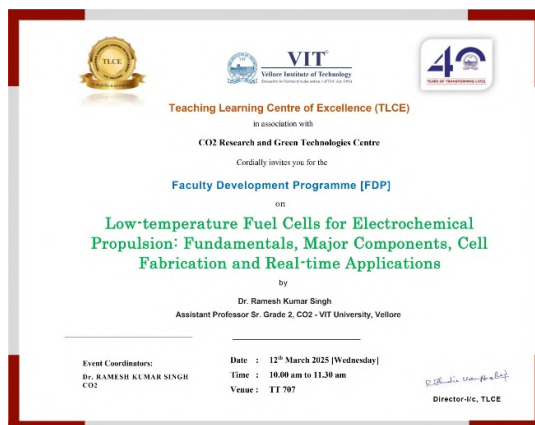 TLCE
VIT
Vellore Institute of Technology
40
YEARS OF TRANSFORMING LIVES
Teaching Learning Centre of Excellence (TLCE)
in association with
CO2 Research and Green Technologies Centre
Cordially invites you for the
Faculty Development Programme [FDP]
on
Low-temperature Fuel Cells for Electrochemical
Propulsion: Fundamentals, Major Components, Cell
Fabrication and Real-time Applications
by
Dr. Ramesh Kumar Singh
Assistant Professor Sr. Grade 2, CO2 - VIT University, Vellore
Event Coordinators:
Dr. RAMESH KUMAR SINGH
CO2
Date : 12th March 2025 [Wednesday]
Time : 10.00 am to 11.30 am
Venue : TT 707
Director-I/c, TLCE